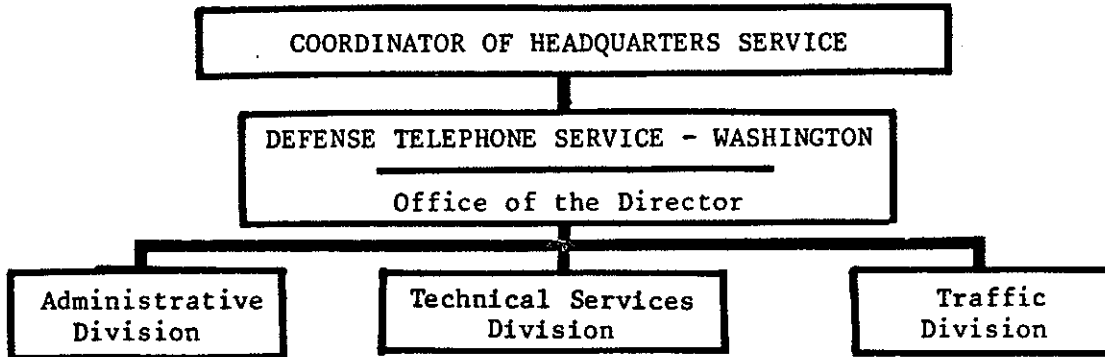 COORDINATOR OF HEADQUARTERS SERVICE
DEFENSE TELEPHONE SERVICE - WASHINGTON
Office of the Director
Administrative
Division
Technical Services
Division
Traffic
Division